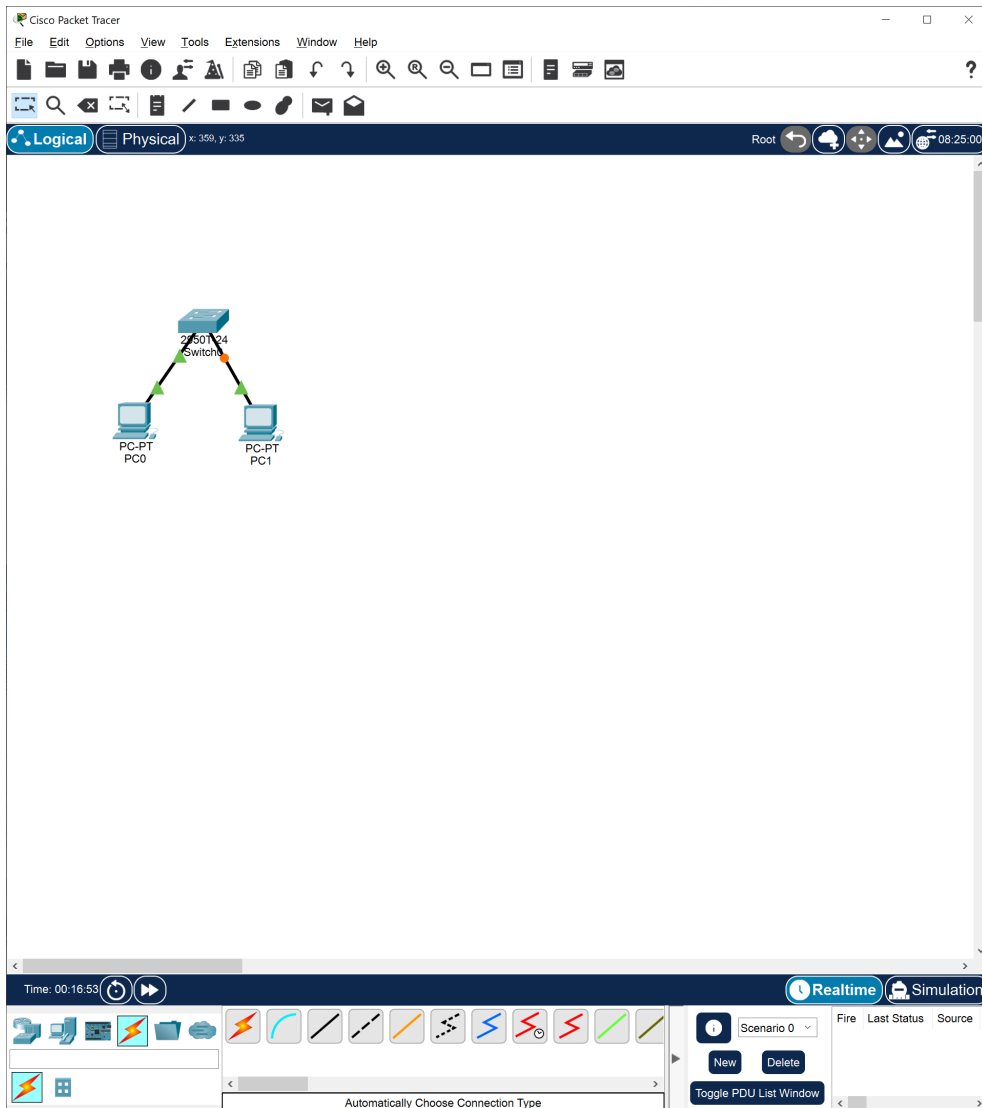 Cisco Packet Tracer
File Edit Options View Tools Extensions Window Help
Logical Physical x: 359, y: 335 Root 08:25:00
2950T-24
Switch0
PC-PT
PC0
PC-PT
PC1
Time: 00:16:53 Realtime Simulation
Scenario 0
Fire Last Status Source
New Delete
Toggle PDU List Window
Automatically Choose Connection Type